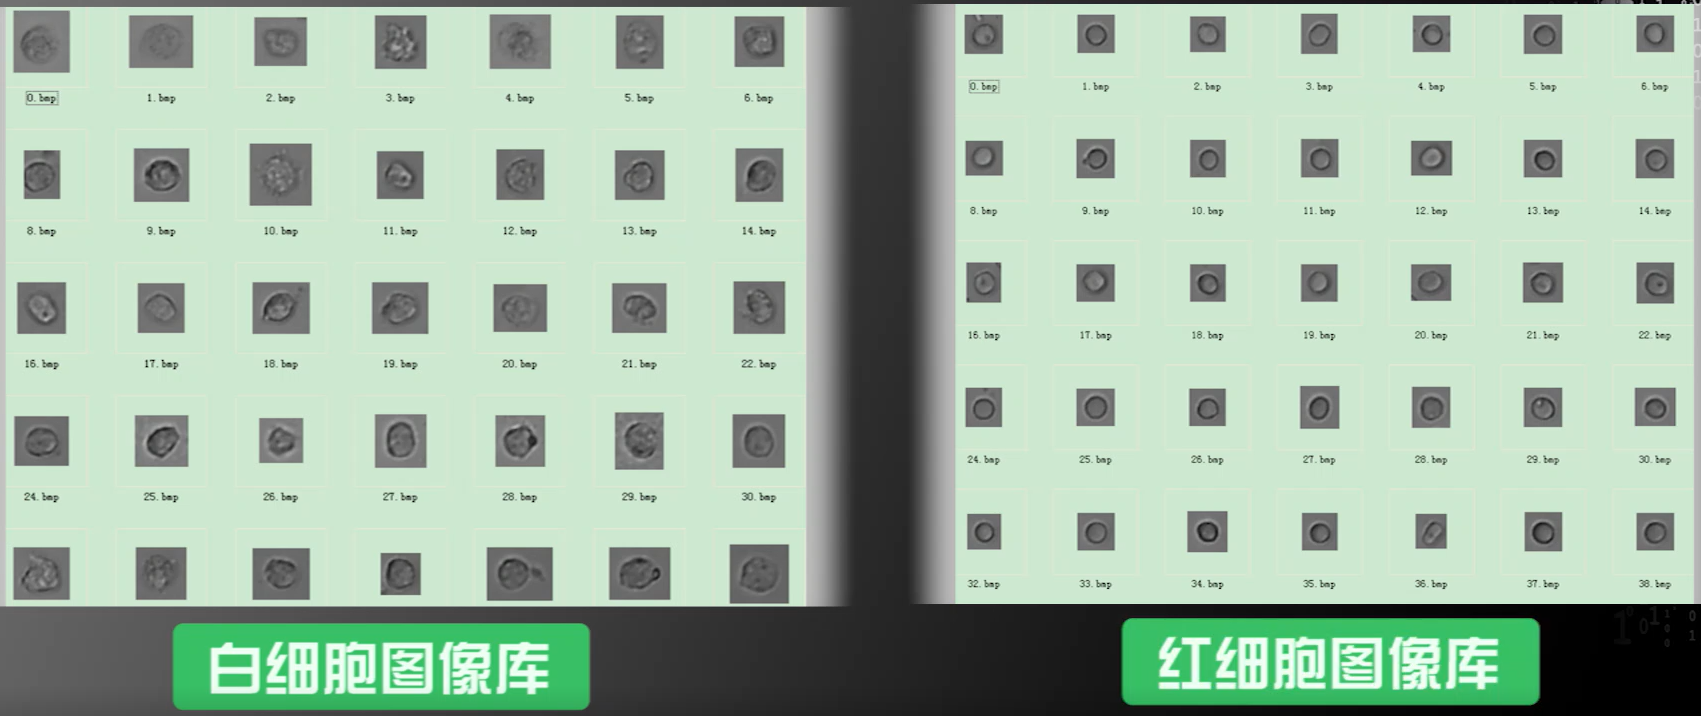 0.bmp 1.bmp 2.bmp 3.bmp 4.bmp 5.bmp 6.bmp
8.bmp 9.bmp 10.bmp 11.bmp 12.bmp 13.bmp 14.bmp
16.bmp 17.bmp 18.bmp 19.bmp 20.bmp 21.bmp 22.bmp
24.bmp 25.bmp 26.bmp 27.bmp 28.bmp 29.bmp 30.bmp
白细胞图像库
0.bmp 1.bmp 2.bmp 3.bmp 4.bmp 5.bmp 6.bmp
8.bmp 9.bmp 10.bmp 11.bmp 12.bmp 13.bmp 14.bmp
16.bmp 17.bmp 18.bmp 19.bmp 20.bmp 21.bmp 22.bmp
24.bmp 25.bmp 26.bmp 27.bmp 28.bmp 29.bmp 30.bmp
32.bmp 33.bmp 34.bmp 35.bmp 36.bmp 37.bmp 38.bmp
红细胞图像库